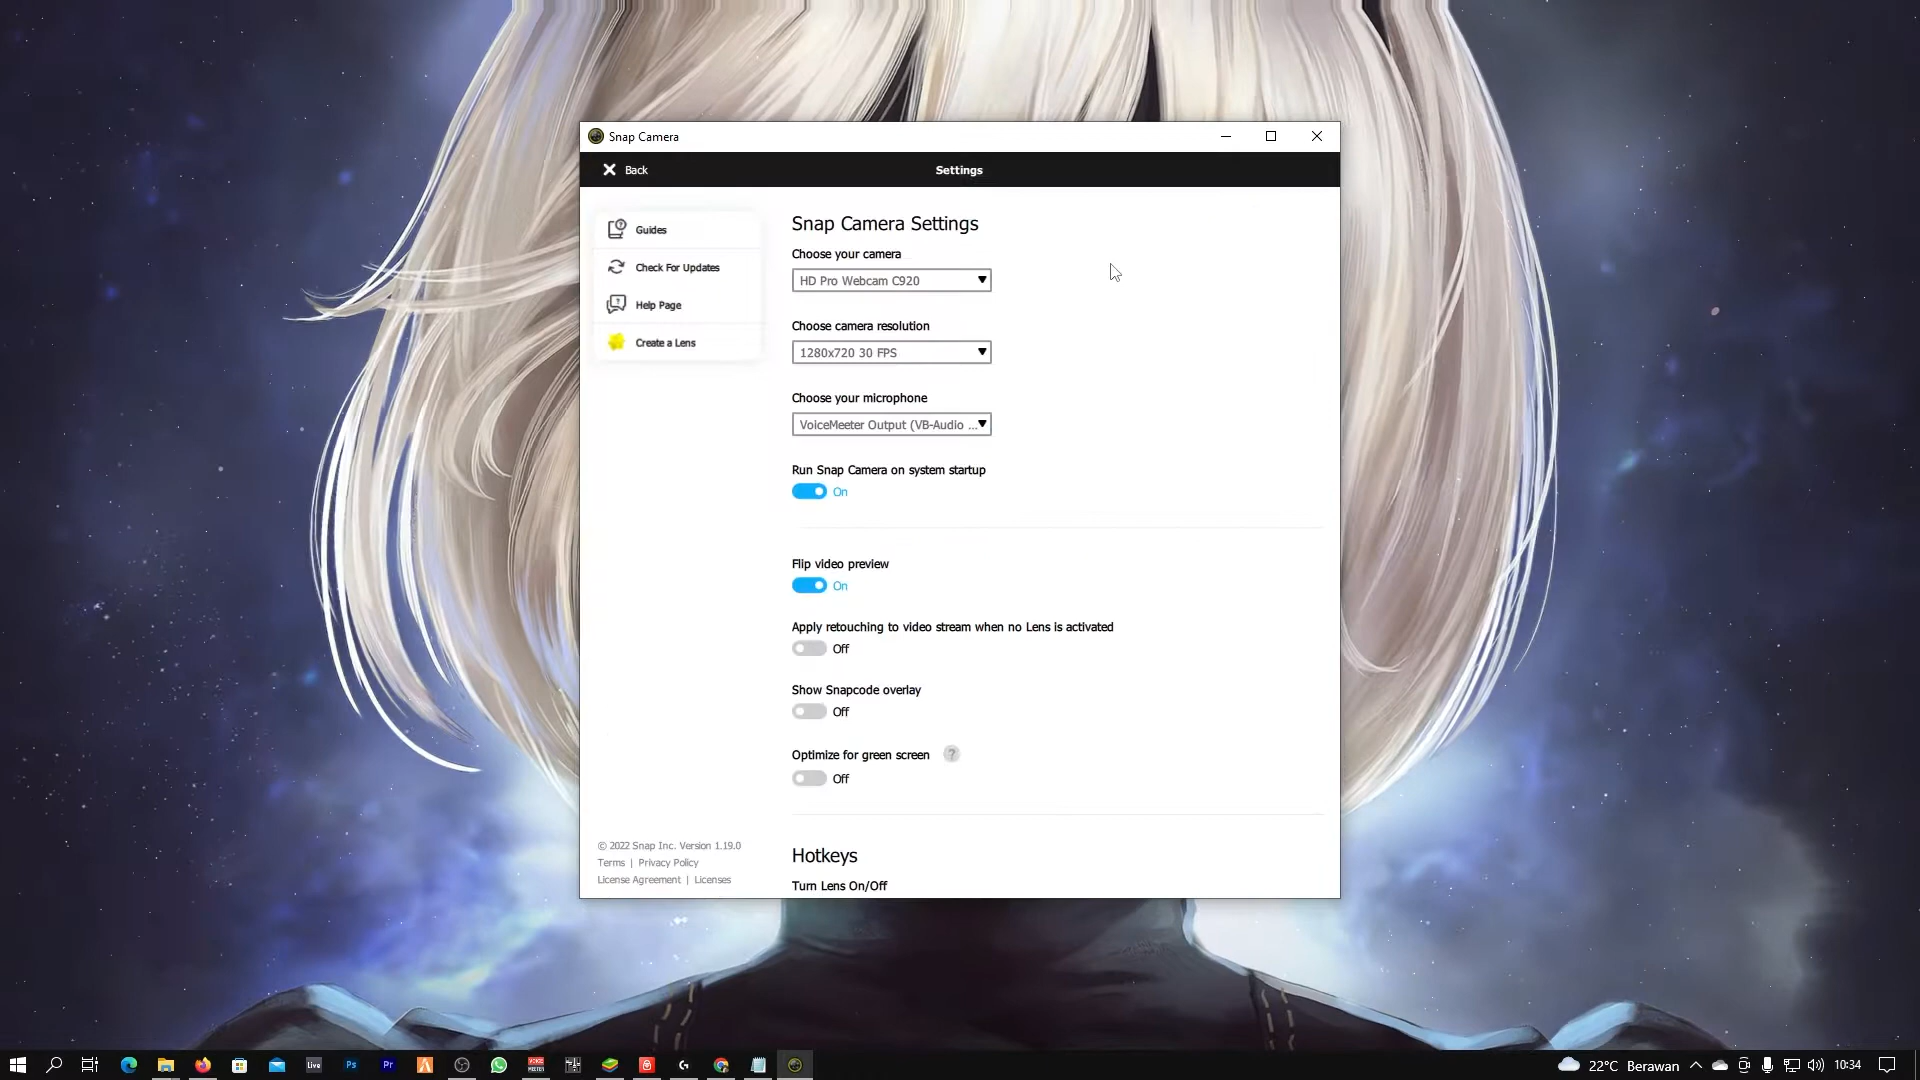 Snap Camera
Back
Settings
Guides
Check For Updates
Help Page
Create a Lens
Snap Camera Settings
Choose your camera
HD Pro Webcam C920
Choose camera resolution
1280x720 30 FPS
Choose your microphone
VoiceMeeter Output (VB-Audio ...
Run Snap Camera on system startup
On
Flip video preview
On
Apply retouching to video stream when no Lens is activated
Off
Show Snapcode overlay
Off
Optimize for green screen ?
Off
Hotkeys
Turn Lens On/Off
© 2022 Snap Inc. Version 1.19.0
Terms | Privacy Policy
License Agreement | Licenses
live Ps Pr
22°C Berawan 10:34